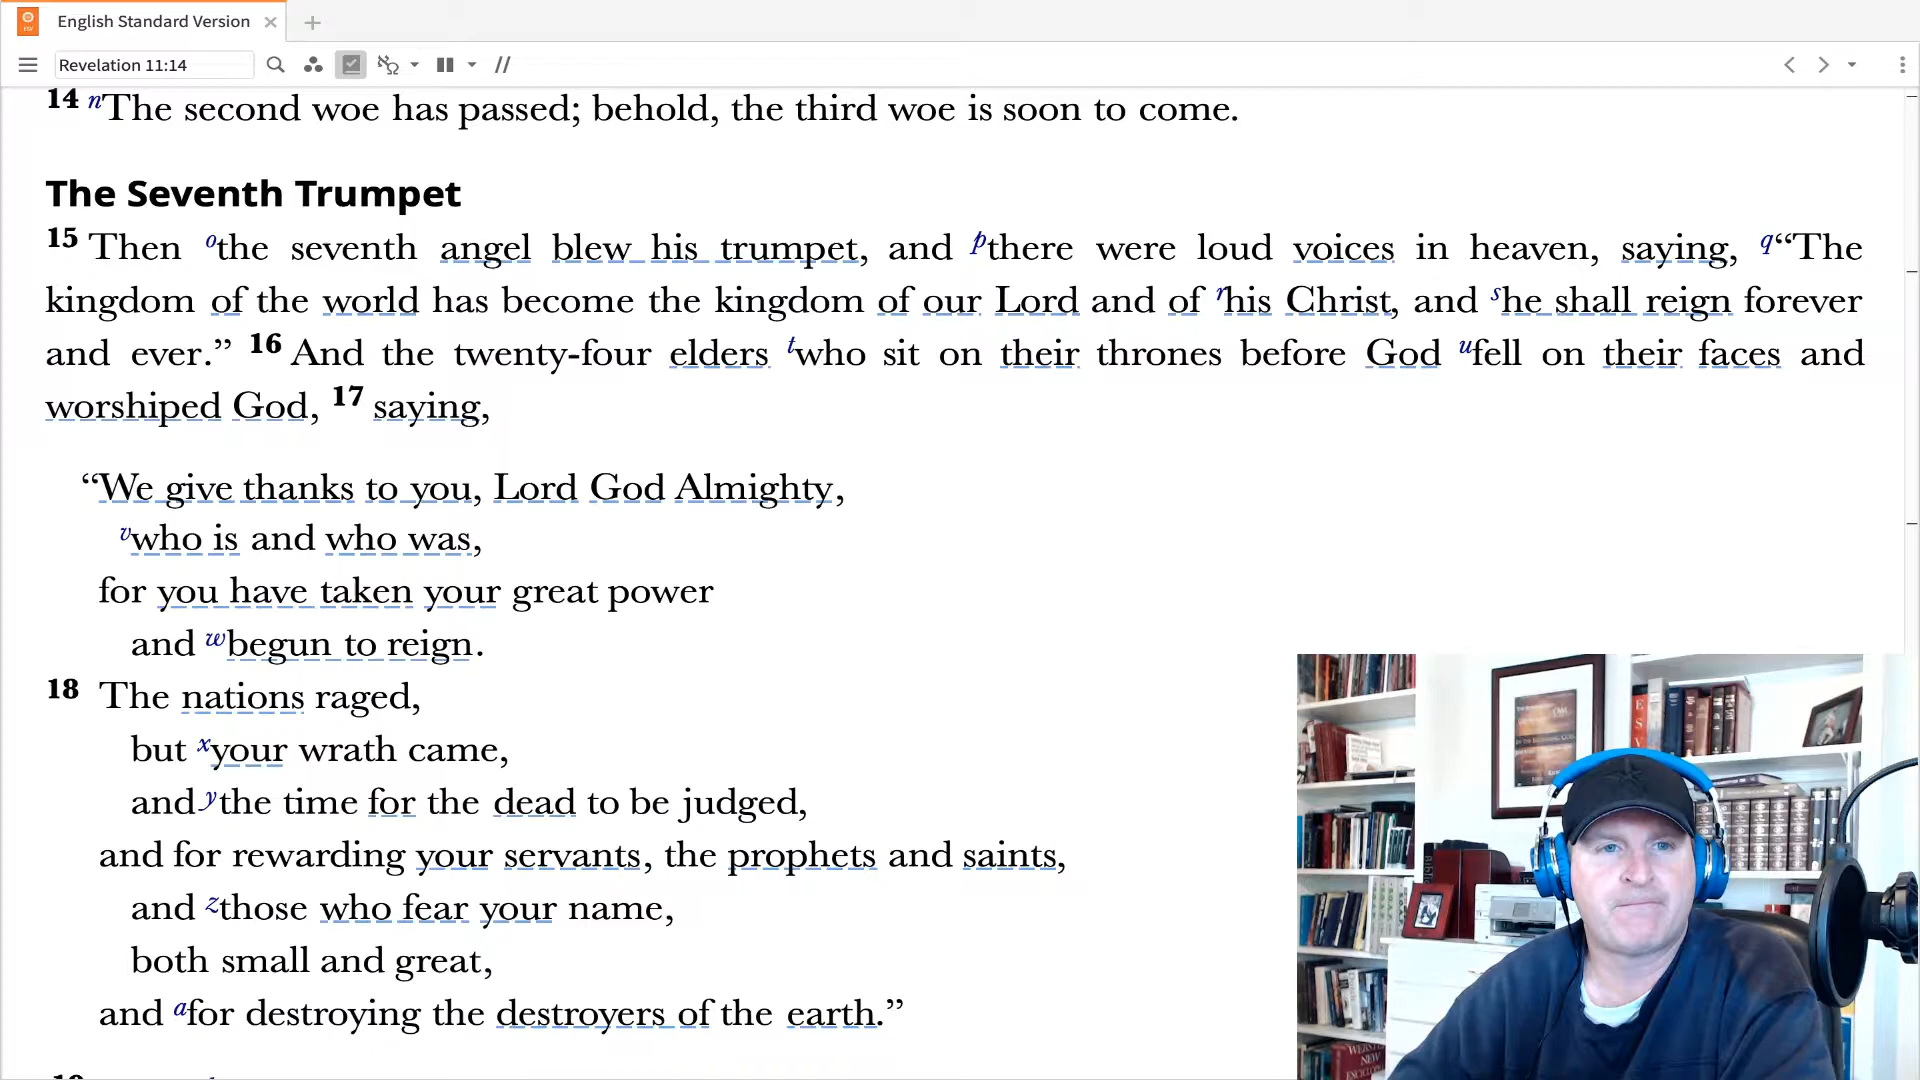 English Standard Version
Revelation 11:14
14 nThe second woe has passed; behold, the third woe is soon to come.
The Seventh Trumpet
15 Then othe seventh angel blew his trumpet, and pthere were loud voices in heaven, saying, q“The
kingdom of the world has become the kingdom of our Lord and of rhis Christ, and she shall reign forever
and ever.” 16 And the twenty-four elders twho sit on their thrones before God ufell on their faces and
worshiped God, 17 saying,
“We give thanks to you, Lord God Almighty,
vwho is and who was,
for you have taken your great power
and wbegun to reign.
18 The nations raged,
but xyour wrath came,
and ythe time for the dead to be judged,
and for rewarding your servants, the prophets and saints,
and zthose who fear your name,
both small and great,
and afor destroying the destroyers of the earth.”